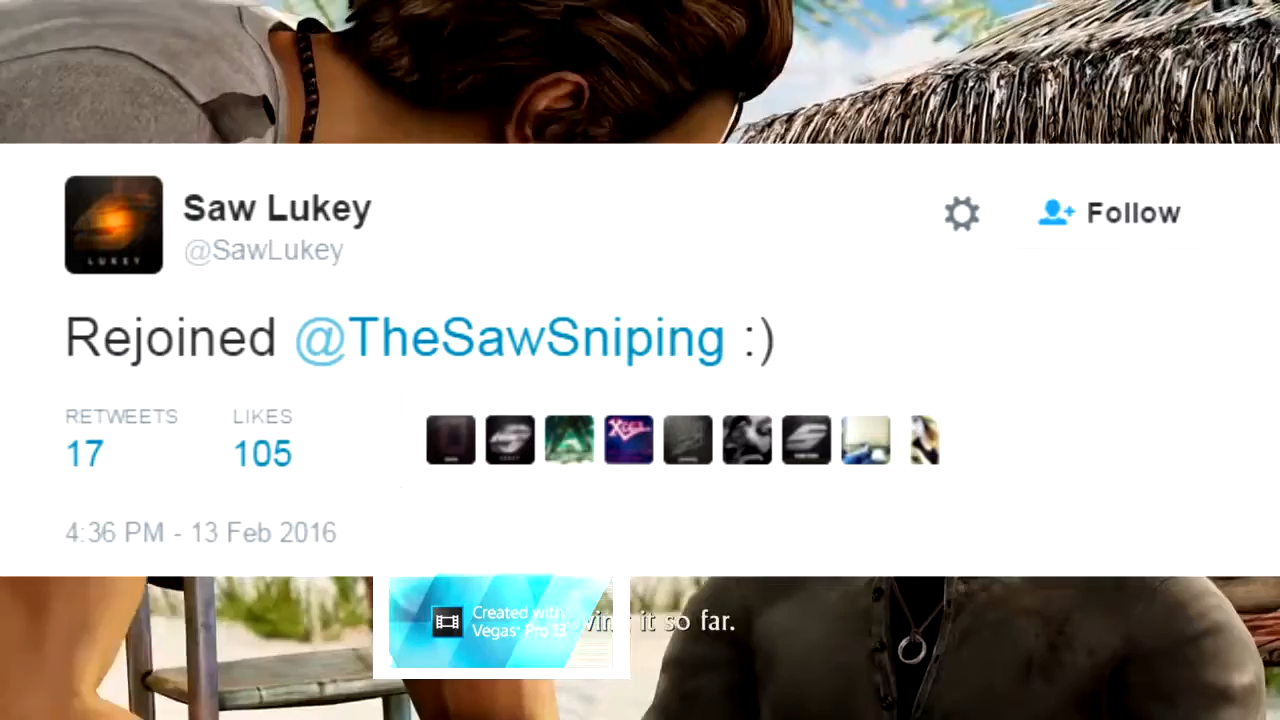 Saw Lukey
@SawLukey
Follow
Rejoined @TheSawSniping :)
RETWEETS
LIKES
17
105
4:36 PM - 13 Feb 2016
LUKEY
Created with
Vegas Pro 13
it so far.